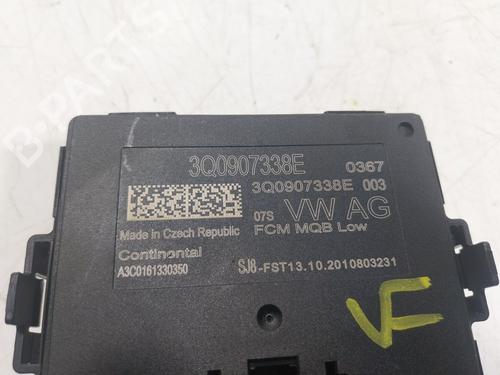 3Q0907338E 0367
3Q0907338E 003
07S VW AG
Made in Czech Republic FCM MQB Low
Continental
A3C0161330350 SJ8-FST13.10.2010803231
VF
B-PARTS